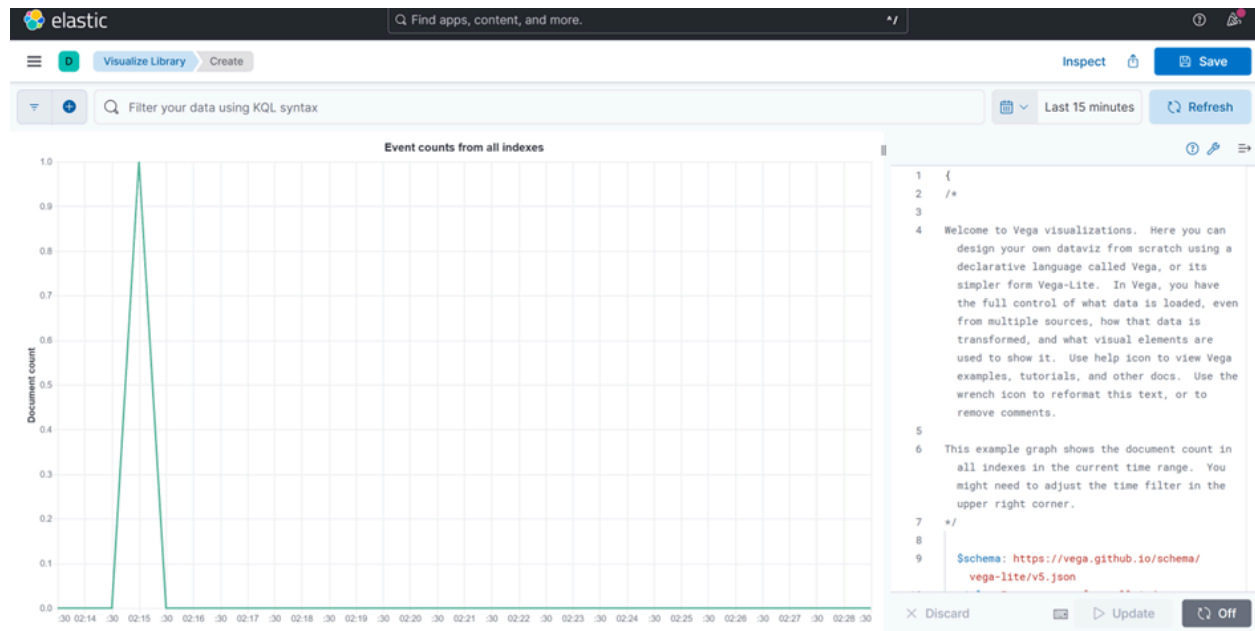 elastic
Find apps, content, and more.
^/
D
Visualize Library
Create
Inspect
Save
Filter your data using KQL syntax
Last 15 minutes
Refresh
Event counts from all indexes
Document count
1.0
0.9
0.8
0.7
0.6
0.5
0.4
0.3
0.2
0.1
0.0
:30 02:14 :30 02:15 :30 02:16 :30 02:17 :30 02:18 :30 02:19 :30 02:20 :30 02:21 :30 02:22 :30 02:23 :30 02:24 :30 02:25 :30 02:26 :30 02:27 :30 02:28 :30
1 {
2 /*
3
4 Welcome to Vega visualizations. Here you can
design your own dataviz from scratch using a
declarative language called Vega, or its
simpler form Vega-Lite. In Vega, you have
the full control of what data is loaded, even
from multiple sources, how that data is
transformed, and what visual elements are
used to show it. Use help icon to view Vega
examples, tutorials, and other docs. Use the
wrench icon to reformat this text, or to
remove comments.
5
6 This example graph shows the document count in
all indexes in the current time range. You
might need to adjust the time filter in the
upper right corner.
7 */
8
9 $schema: https://vega.github.io/schema/
vega-lite/v5.json
Discard
Update
Off